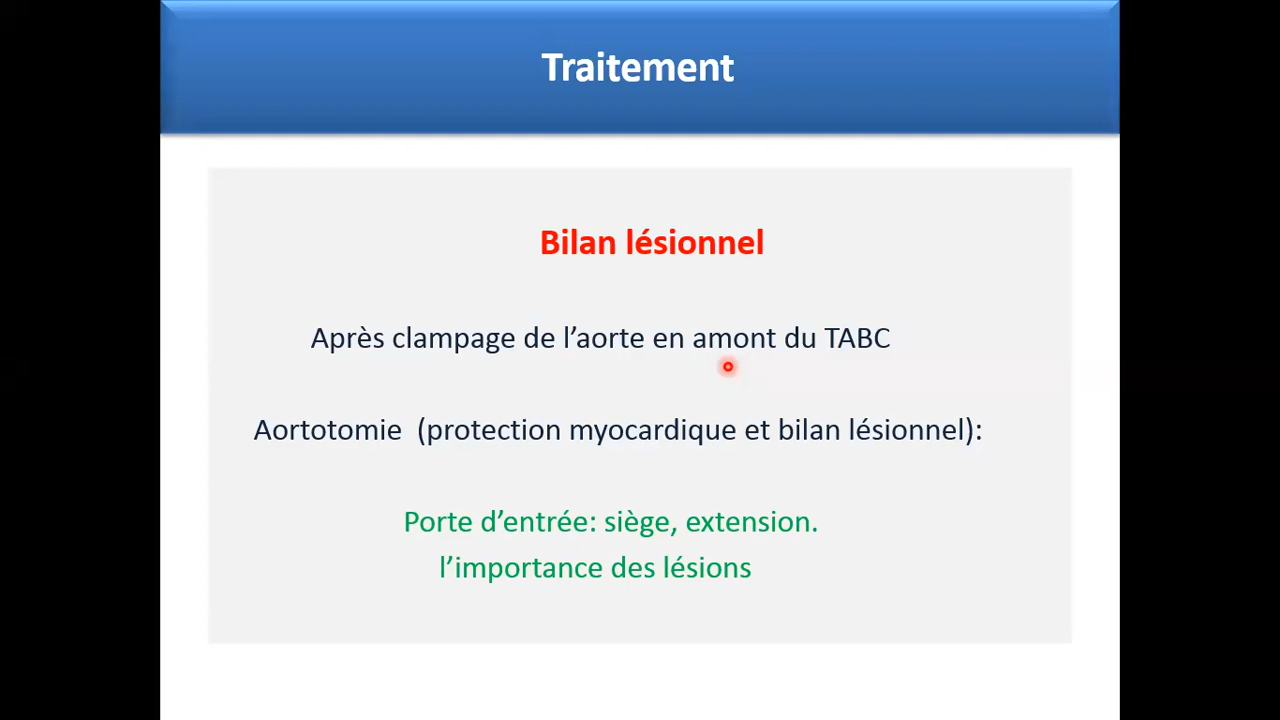 Traitement
Bilan lésionnel
Après clampage de l’aorte en amont du TABC
Aortotomie (protection myocardique et bilan lésionnel):
Porte d’entrée: siège, extension.
l’importance des lésions